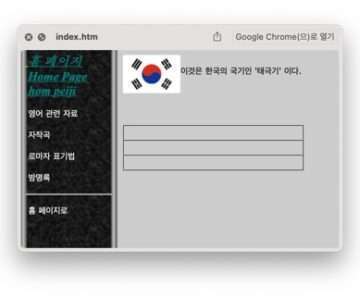 index.htm
Google Chrome(으)로 열기
홈 페이지
Home Page
hom peiji
영어 관련 자료
자작곡
로마자 표기법
방명록
홈 페이지로
이것은 한국의 국기인 '태극기' 이다.